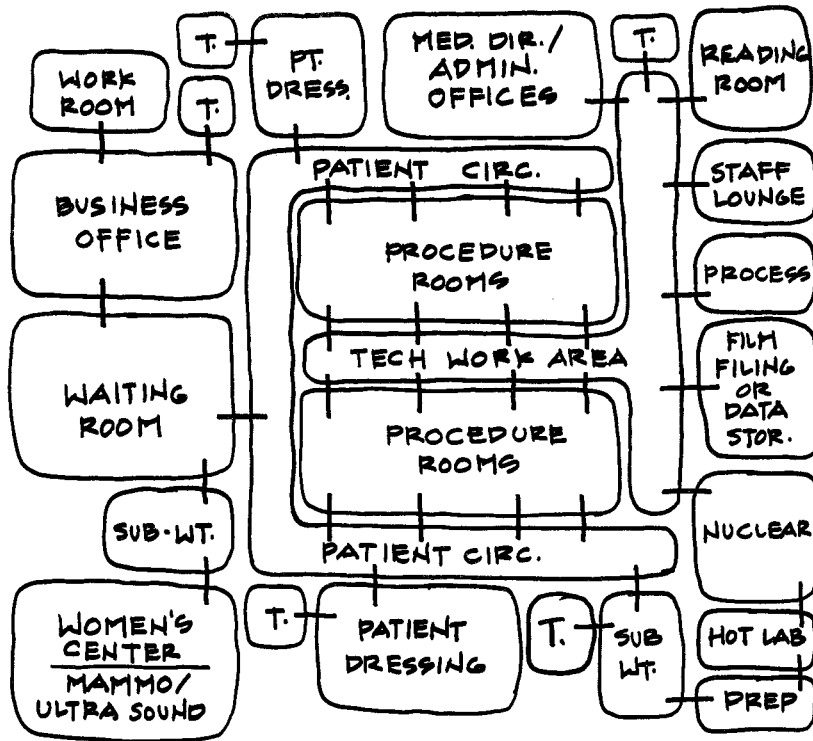 T.
PT.
DRESS.
MED. DIR./
ADMIN.
OFFICES
T.
READING
ROOM
WORK
ROOM
T.
PATIENT CIRC.
STAFF
LOUNGE
BUSINESS
OFFICE
PROCEDURE
ROOMS
PROCESS
TECH WORK AREA
FILM
FILING
OR
DATA
STOR.
WAITING
ROOM
PROCEDURE
ROOMS
SUB-WT.
PATIENT CIRC.
NUCLEAR
WOMEN'S
CENTER
MAMMO/
ULTRA SOUND
T.
PATIENT
DRESSING
T.
SUB
WT.
HOT LAB
PREP